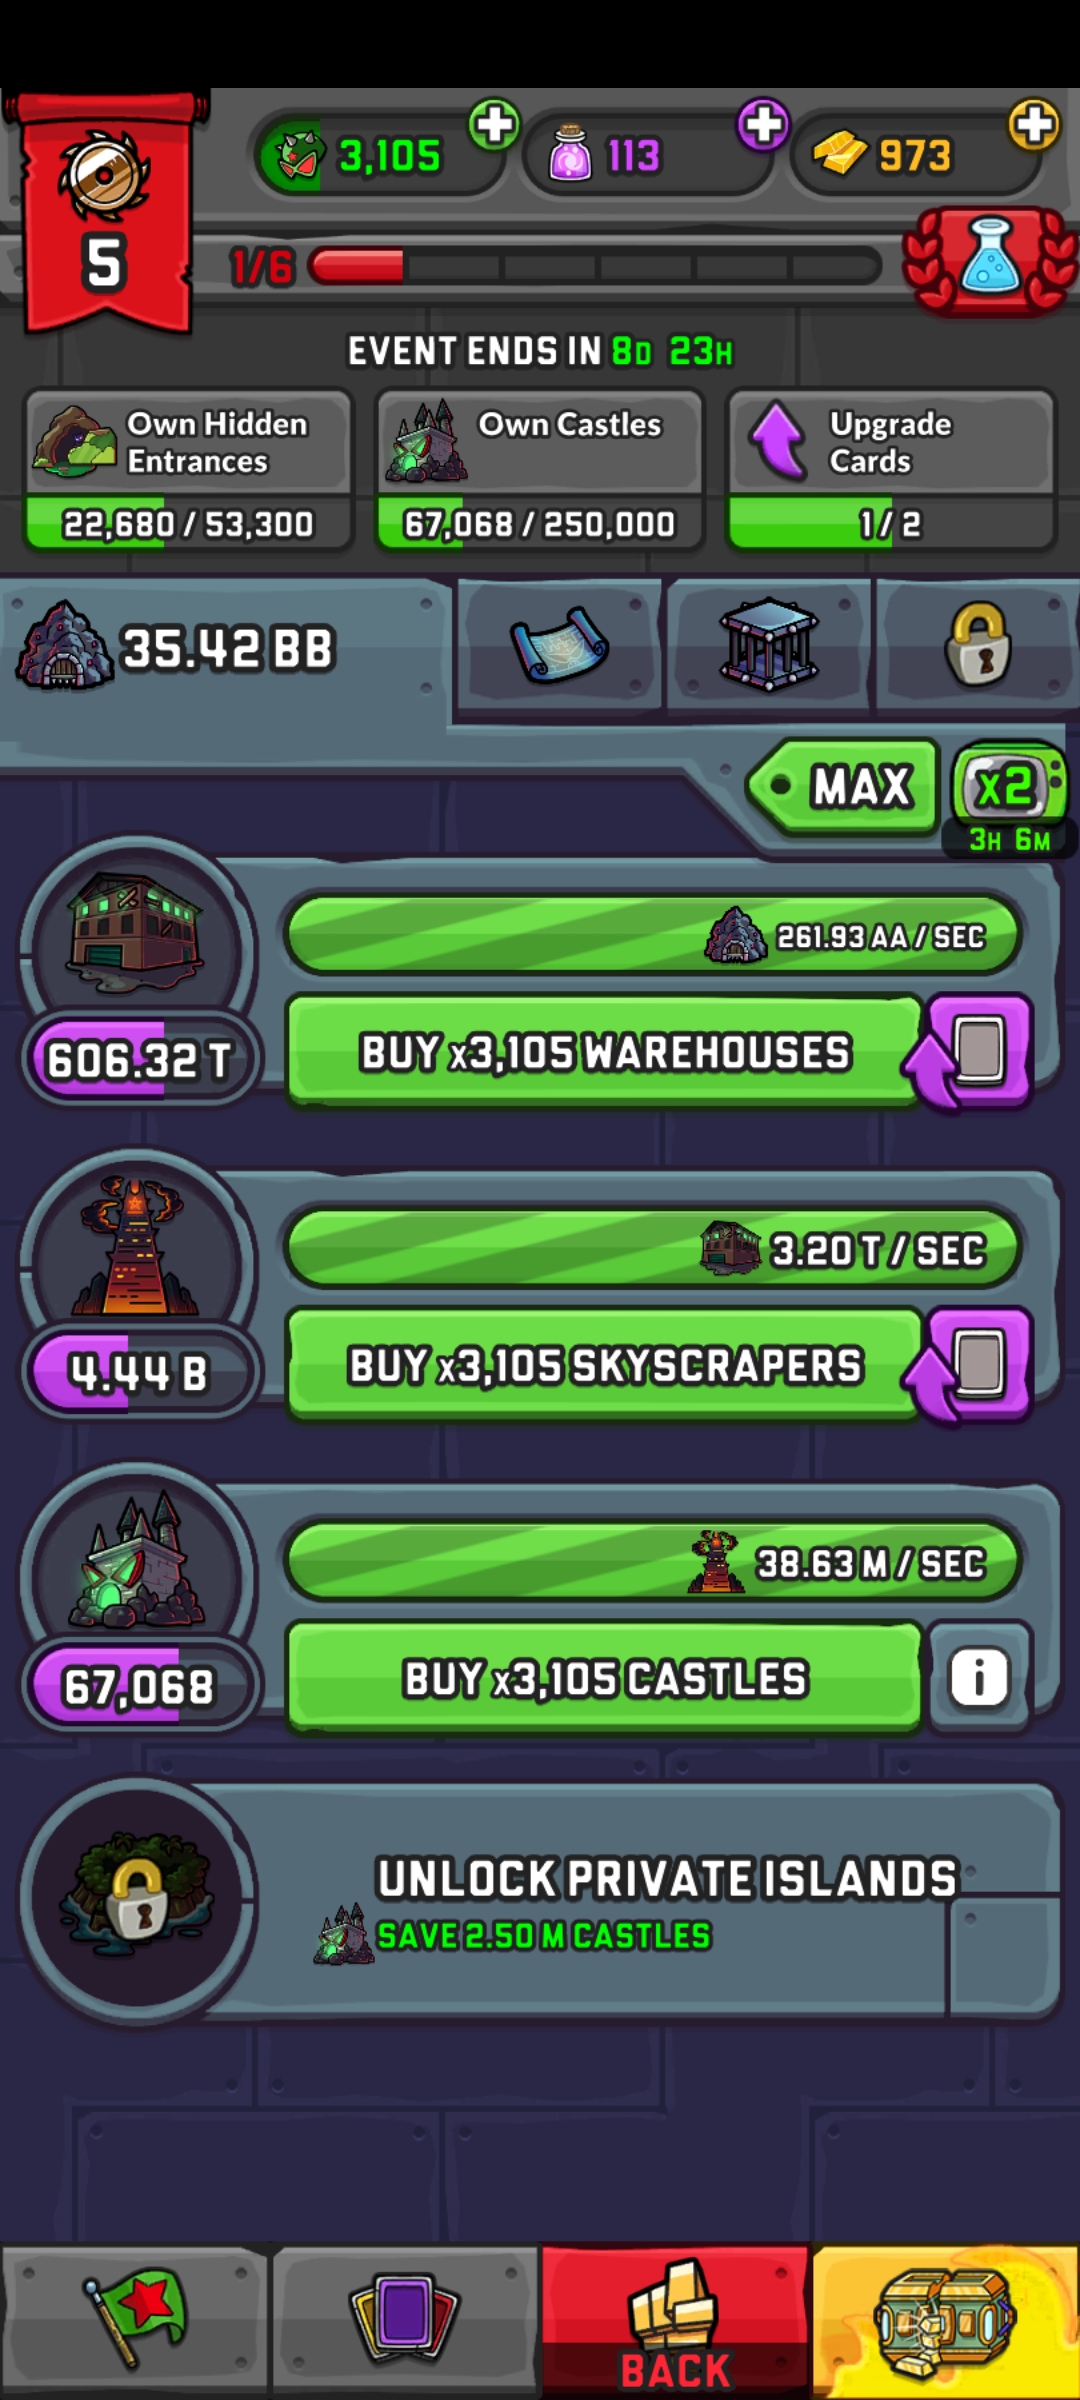 3,105
113
973
5
1/6
EVENT ENDS IN 8D 23H
Own Hidden
Entrances
22,680 / 53,300
Own Castles
67,068 / 250,000
Upgrade
Cards
1 / 2
35.42 BB
MAX
x2
3H 6M
261.93 AA / SEC
606.32 T
BUY x3,105 WAREHOUSES
3.20 T / SEC
4.44 B
BUY x3,105 SKYSCRAPERS
38.63 M / SEC
67,068
BUY x3,105 CASTLES
i
UNLOCK PRIVATE ISLANDS
SAVE 2.50 M CASTLES
BACK